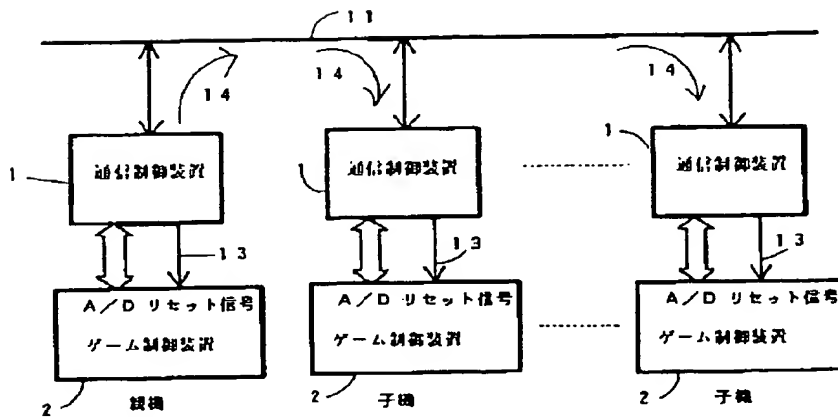 11
14 14 14
1 通信制御装置 1 通信制御装置 1 通信制御装置
13 13 13
A/D リセット信号 A/D リセット信号 A/D リセット信号
ゲーム制御装置 ゲーム制御装置 ゲーム制御装置
2 親機 2 子機 2 子機